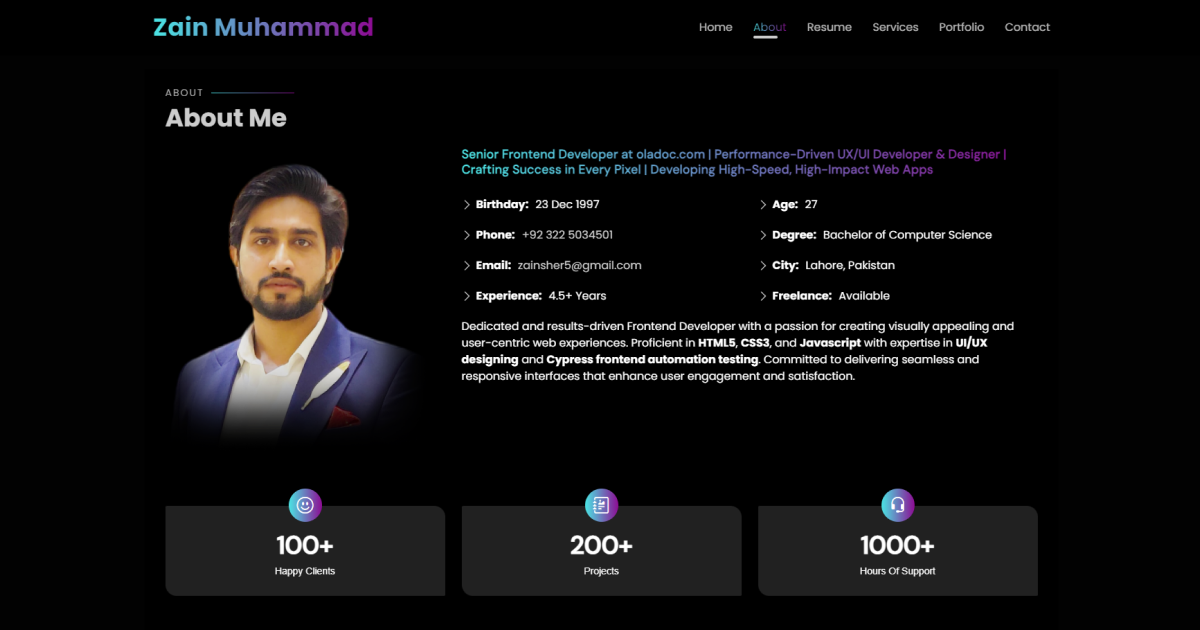 Zain Muhammad
Home About Resume Services Portfolio Contact
ABOUT
About Me
Senior Frontend Developer at oladoc.com | Performance-Driven UX/UI Developer & Designer |
Crafting Success in Every Pixel | Developing High-Speed, High-Impact Web Apps
Birthday: 23 Dec 1997
Age: 27
Phone: +92 322 5034501
Degree: Bachelor of Computer Science
Email: zainsher5@gmail.com
City: Lahore, Pakistan
Experience: 4.5+ Years
Freelance: Available
Dedicated and results-driven Frontend Developer with a passion for creating visually appealing and
user-centric web experiences. Proficient in HTML5, CSS3, and Javascript with expertise in UI/UX
designing and Cypress frontend automation testing. Committed to delivering seamless and
responsive interfaces that enhance user engagement and satisfaction.
100+
Happy Clients
200+
Projects
1000+
Hours Of Support